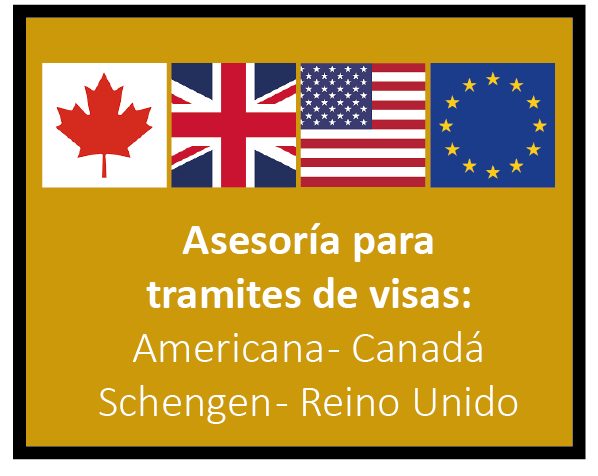 Asesoría para
tramites de visas:
Americana- Canadá
Schengen- Reino Unido